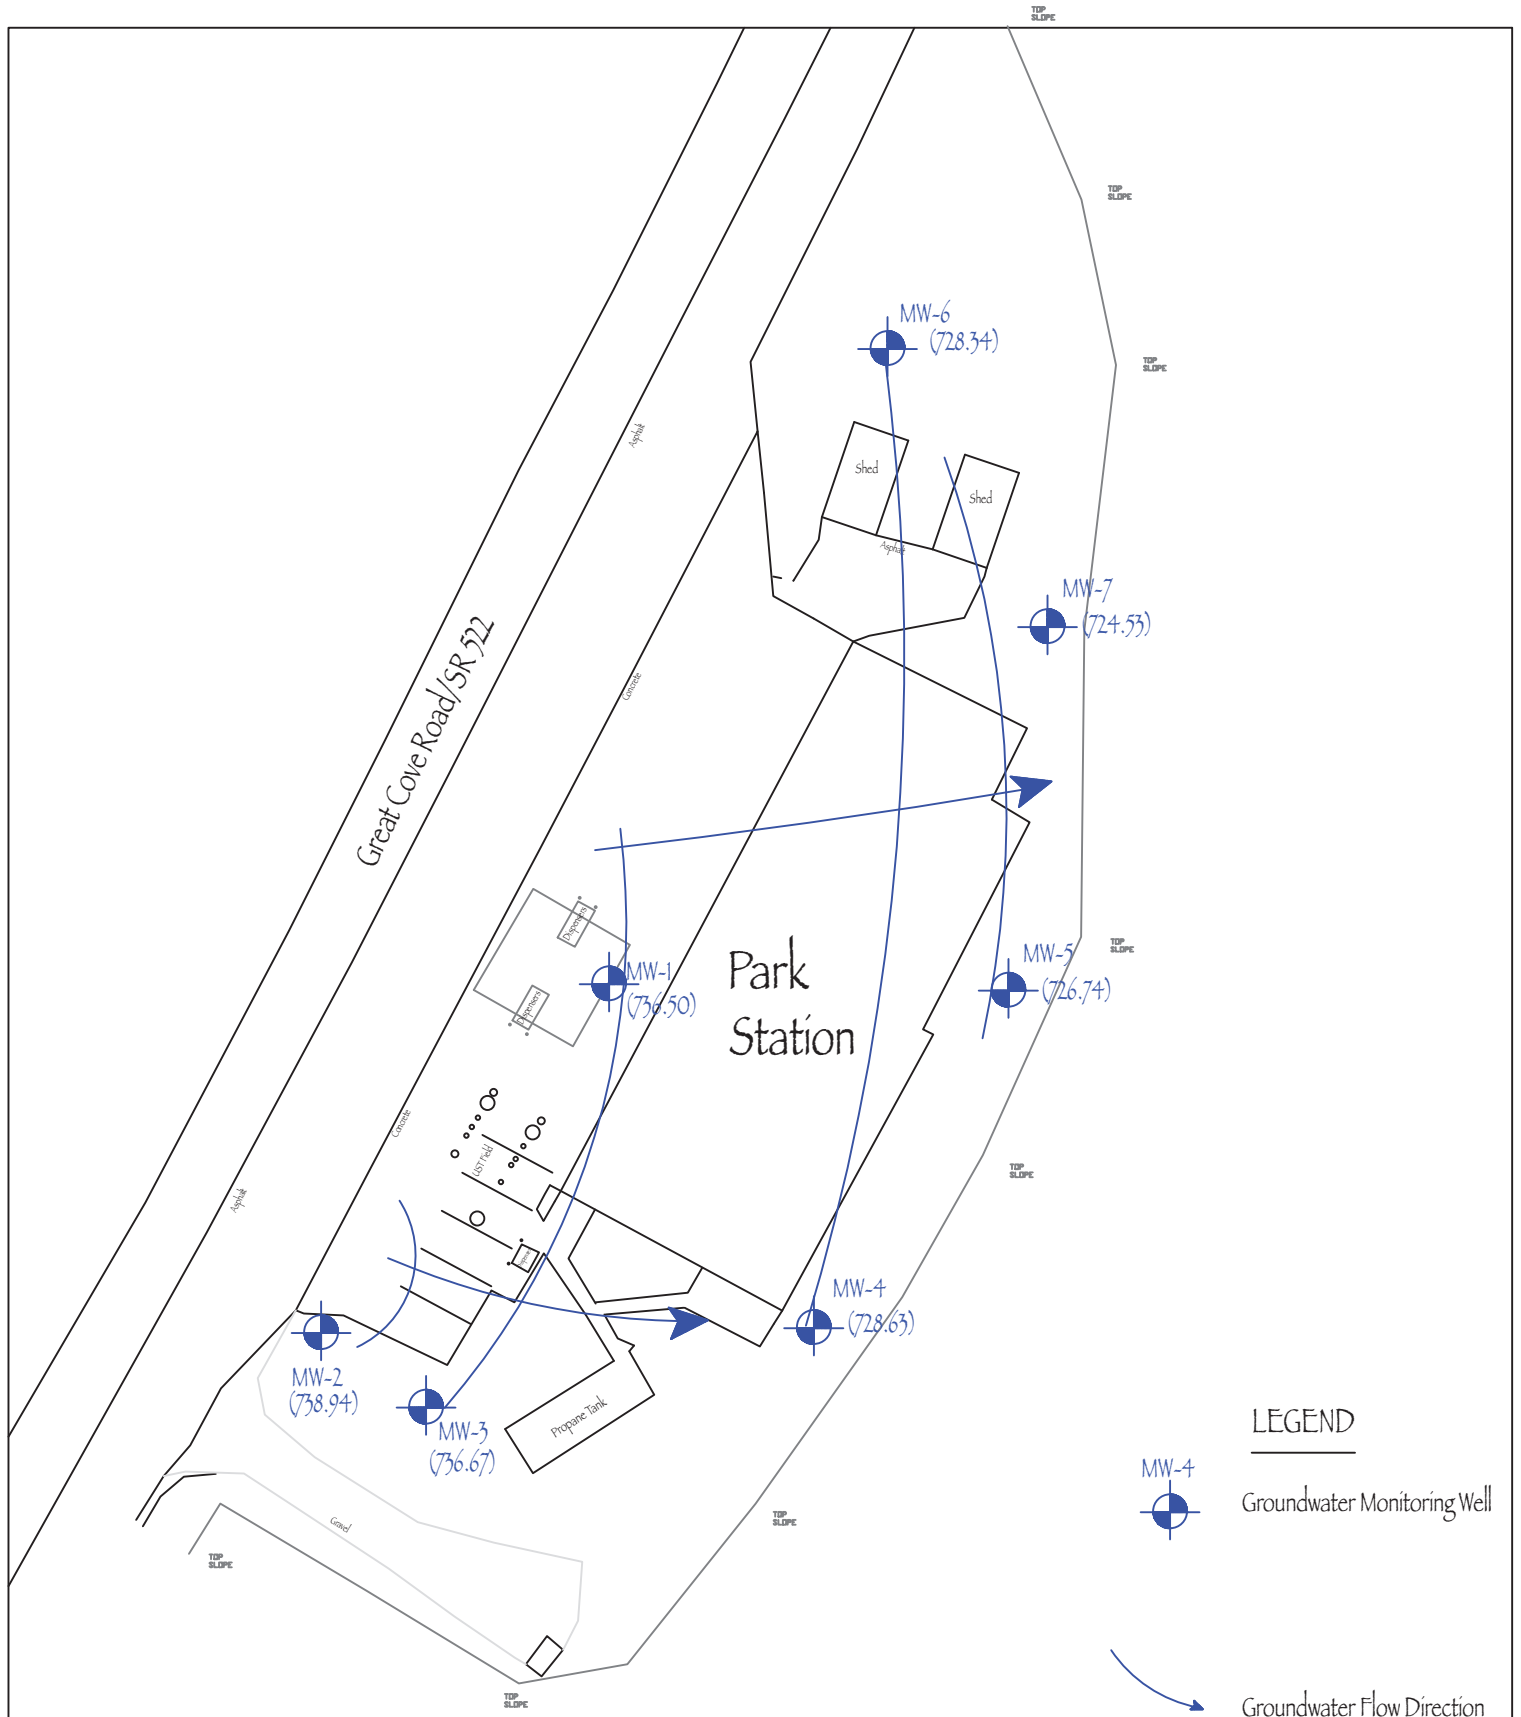 TOP
SLOPE
TOP
SLOPE
MW-6
(728.34)
TOP
SLOPE
Asphalt
Shed
Shed
Asphalt
MW-7
(724.53)
Great Cove Road/SR 522
Concrete
Dispensers
Park
Station
TOP
SLOPE
MW-5
(726.74)
MW-1
(736.50)
Dispensers
Concrete
UST Field
TOP
SLOPE
Asphalt
MW-4
(728.63)
MW-2
(738.94)
MW-3
(736.67)
Propane Tank
LEGEND
MW-4
Groundwater Monitoring Well
TOP
SLOPE
Gravel
TOP
SLOPE
TOP
SLOPE
Groundwater Flow Direction